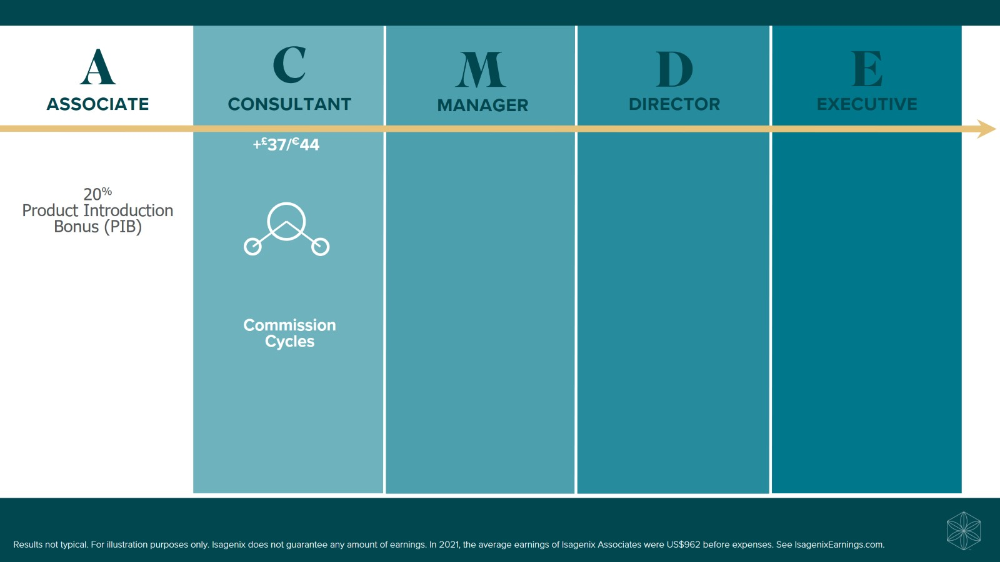 A
ASSOCIATE
C
CONSULTANT
M
MANAGER
D
DIRECTOR
E
EXECUTIVE
+£37/€44
20%
Product Introduction
Bonus (PIB)
Commission
Cycles
Results not typical. For illustration purposes only. Isagenix does not guarantee any amount of earnings. In 2021, the average earnings of Isagenix Associates were US$962 before expenses. See IsagenixEarnings.com.